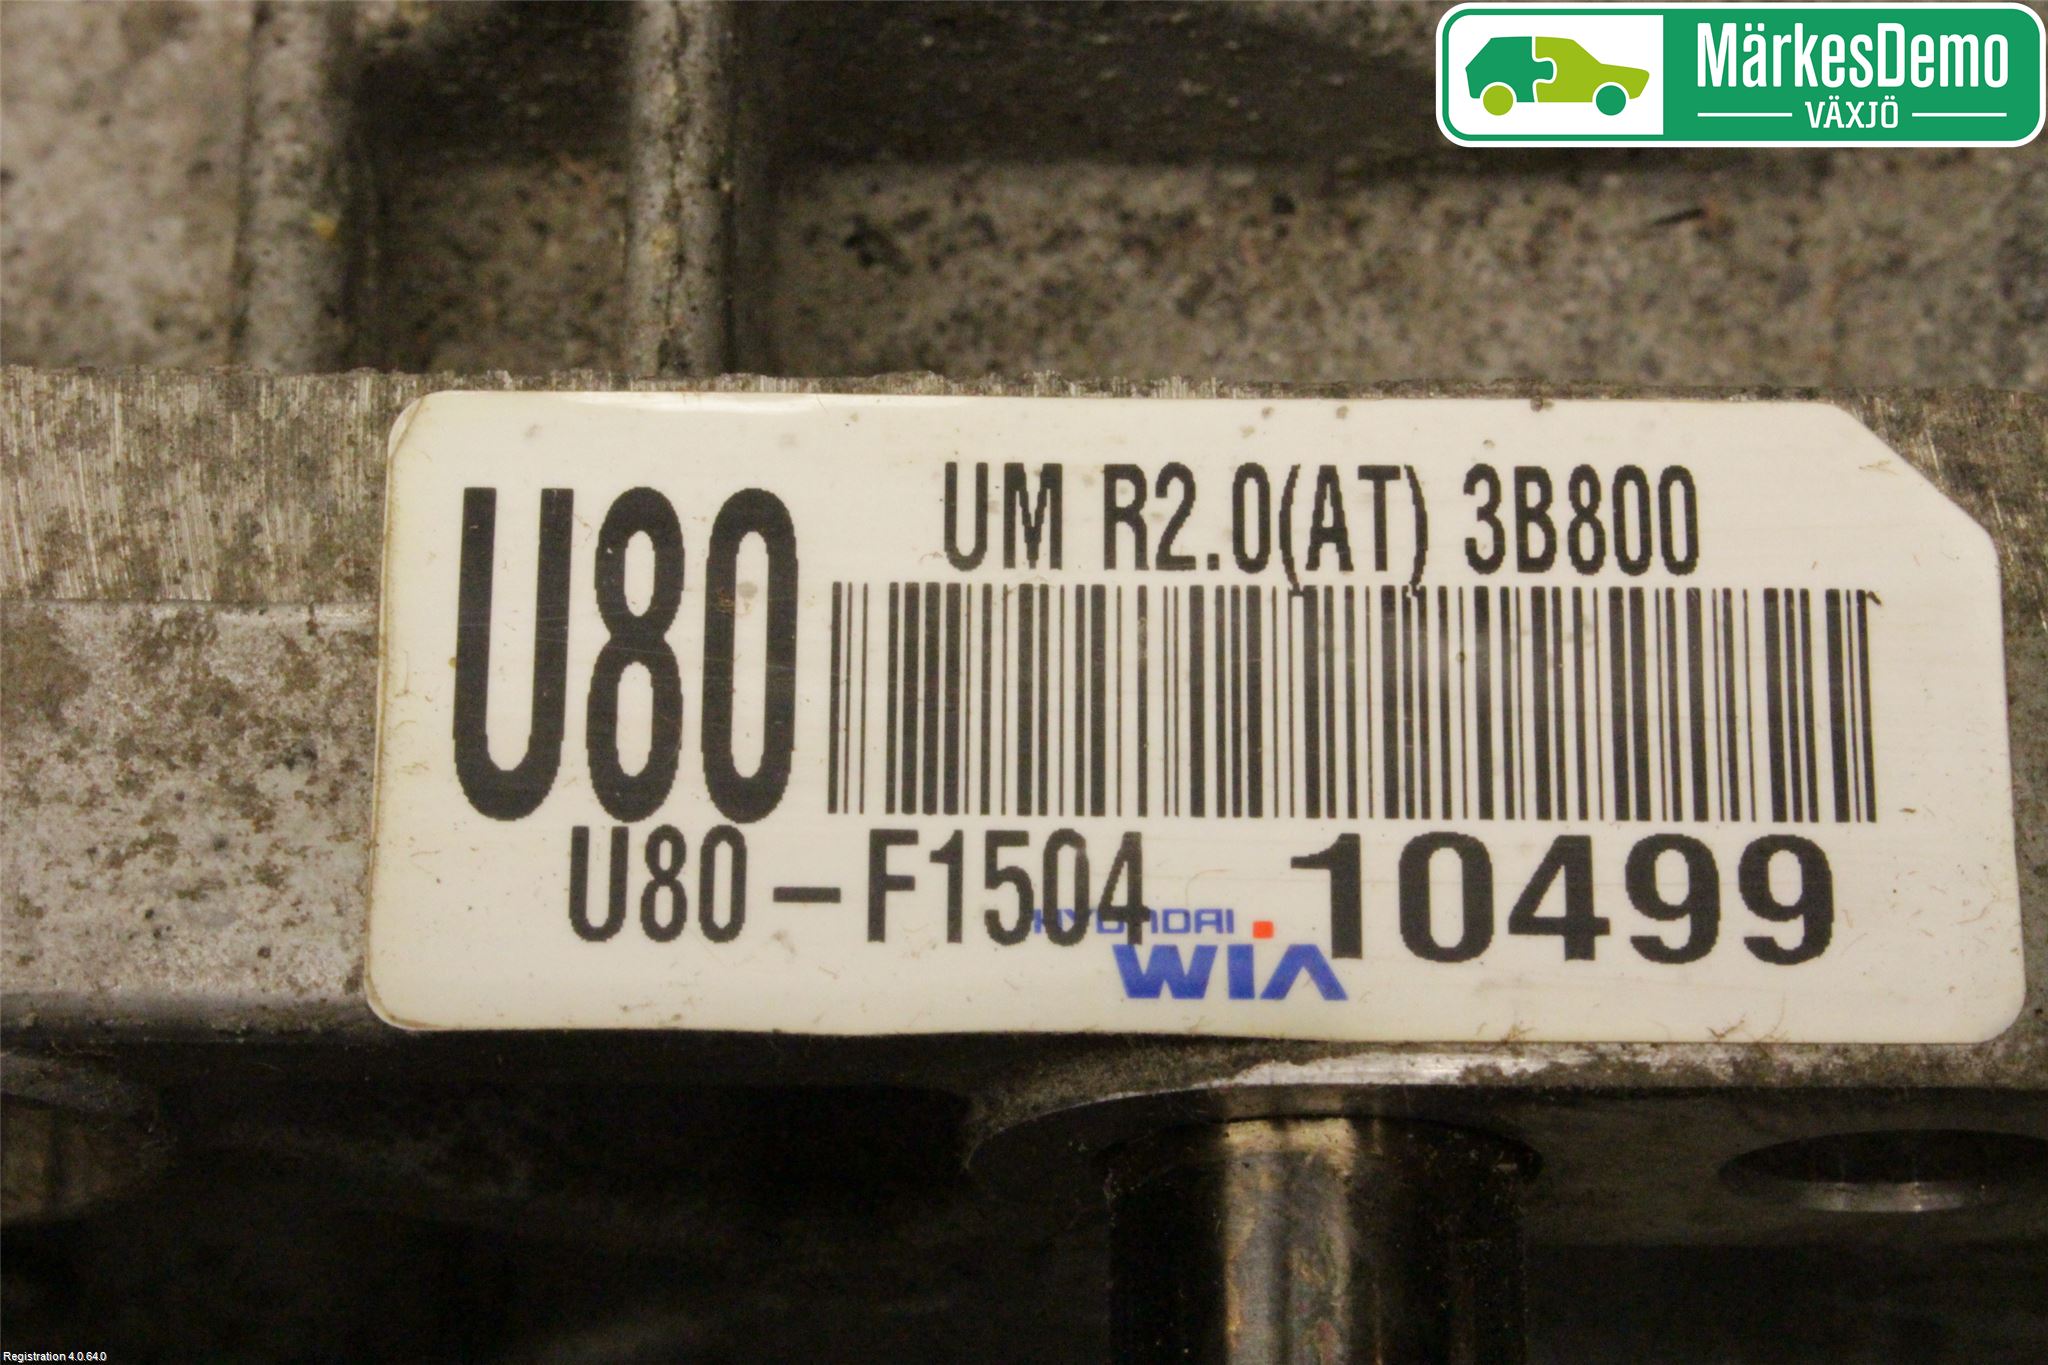 MärkesDemo
VÄXJÖ
UM R2.0(AT) 3B800
U80
U80-F1504 10499
HYUNDAI
WIA
Registration 4.0.64.0